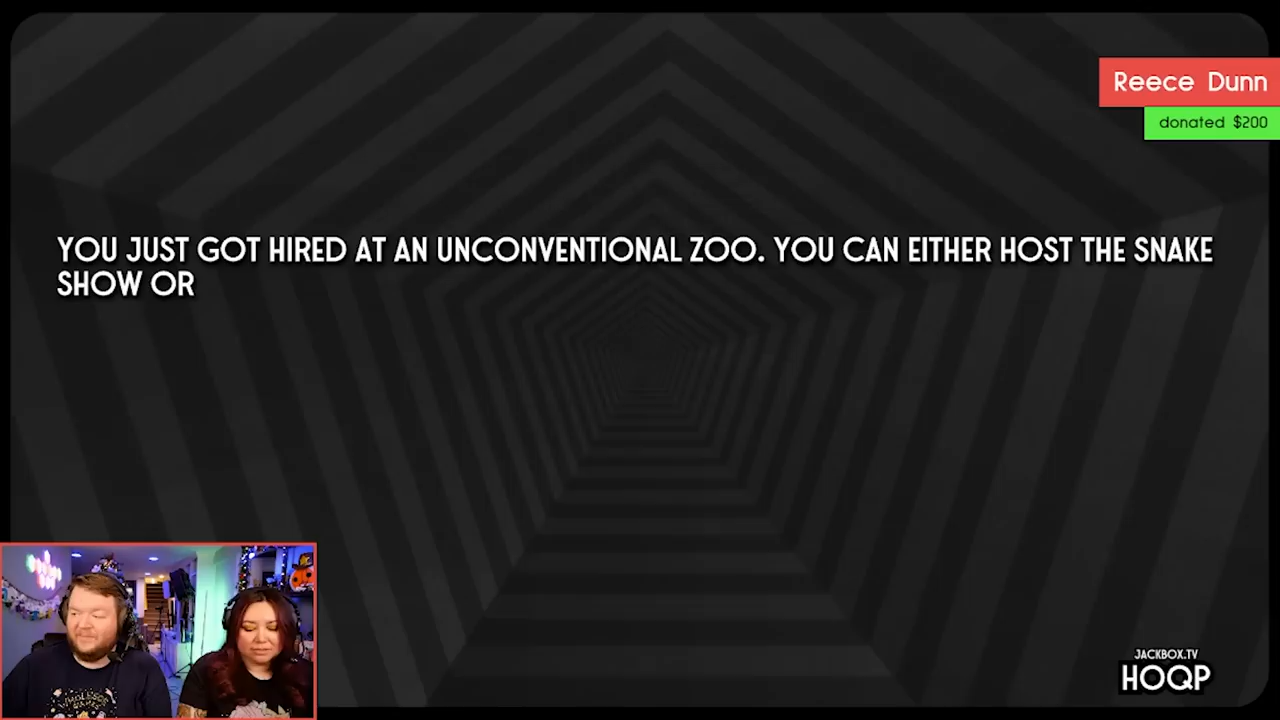 Reece Dunn
donated $200
YOU JUST GOT HIRED AT AN UNCONVENTIONAL ZOO. YOU CAN EITHER HOST THE SNAKE
SHOW OR
JACKBOX.TV
HOQP